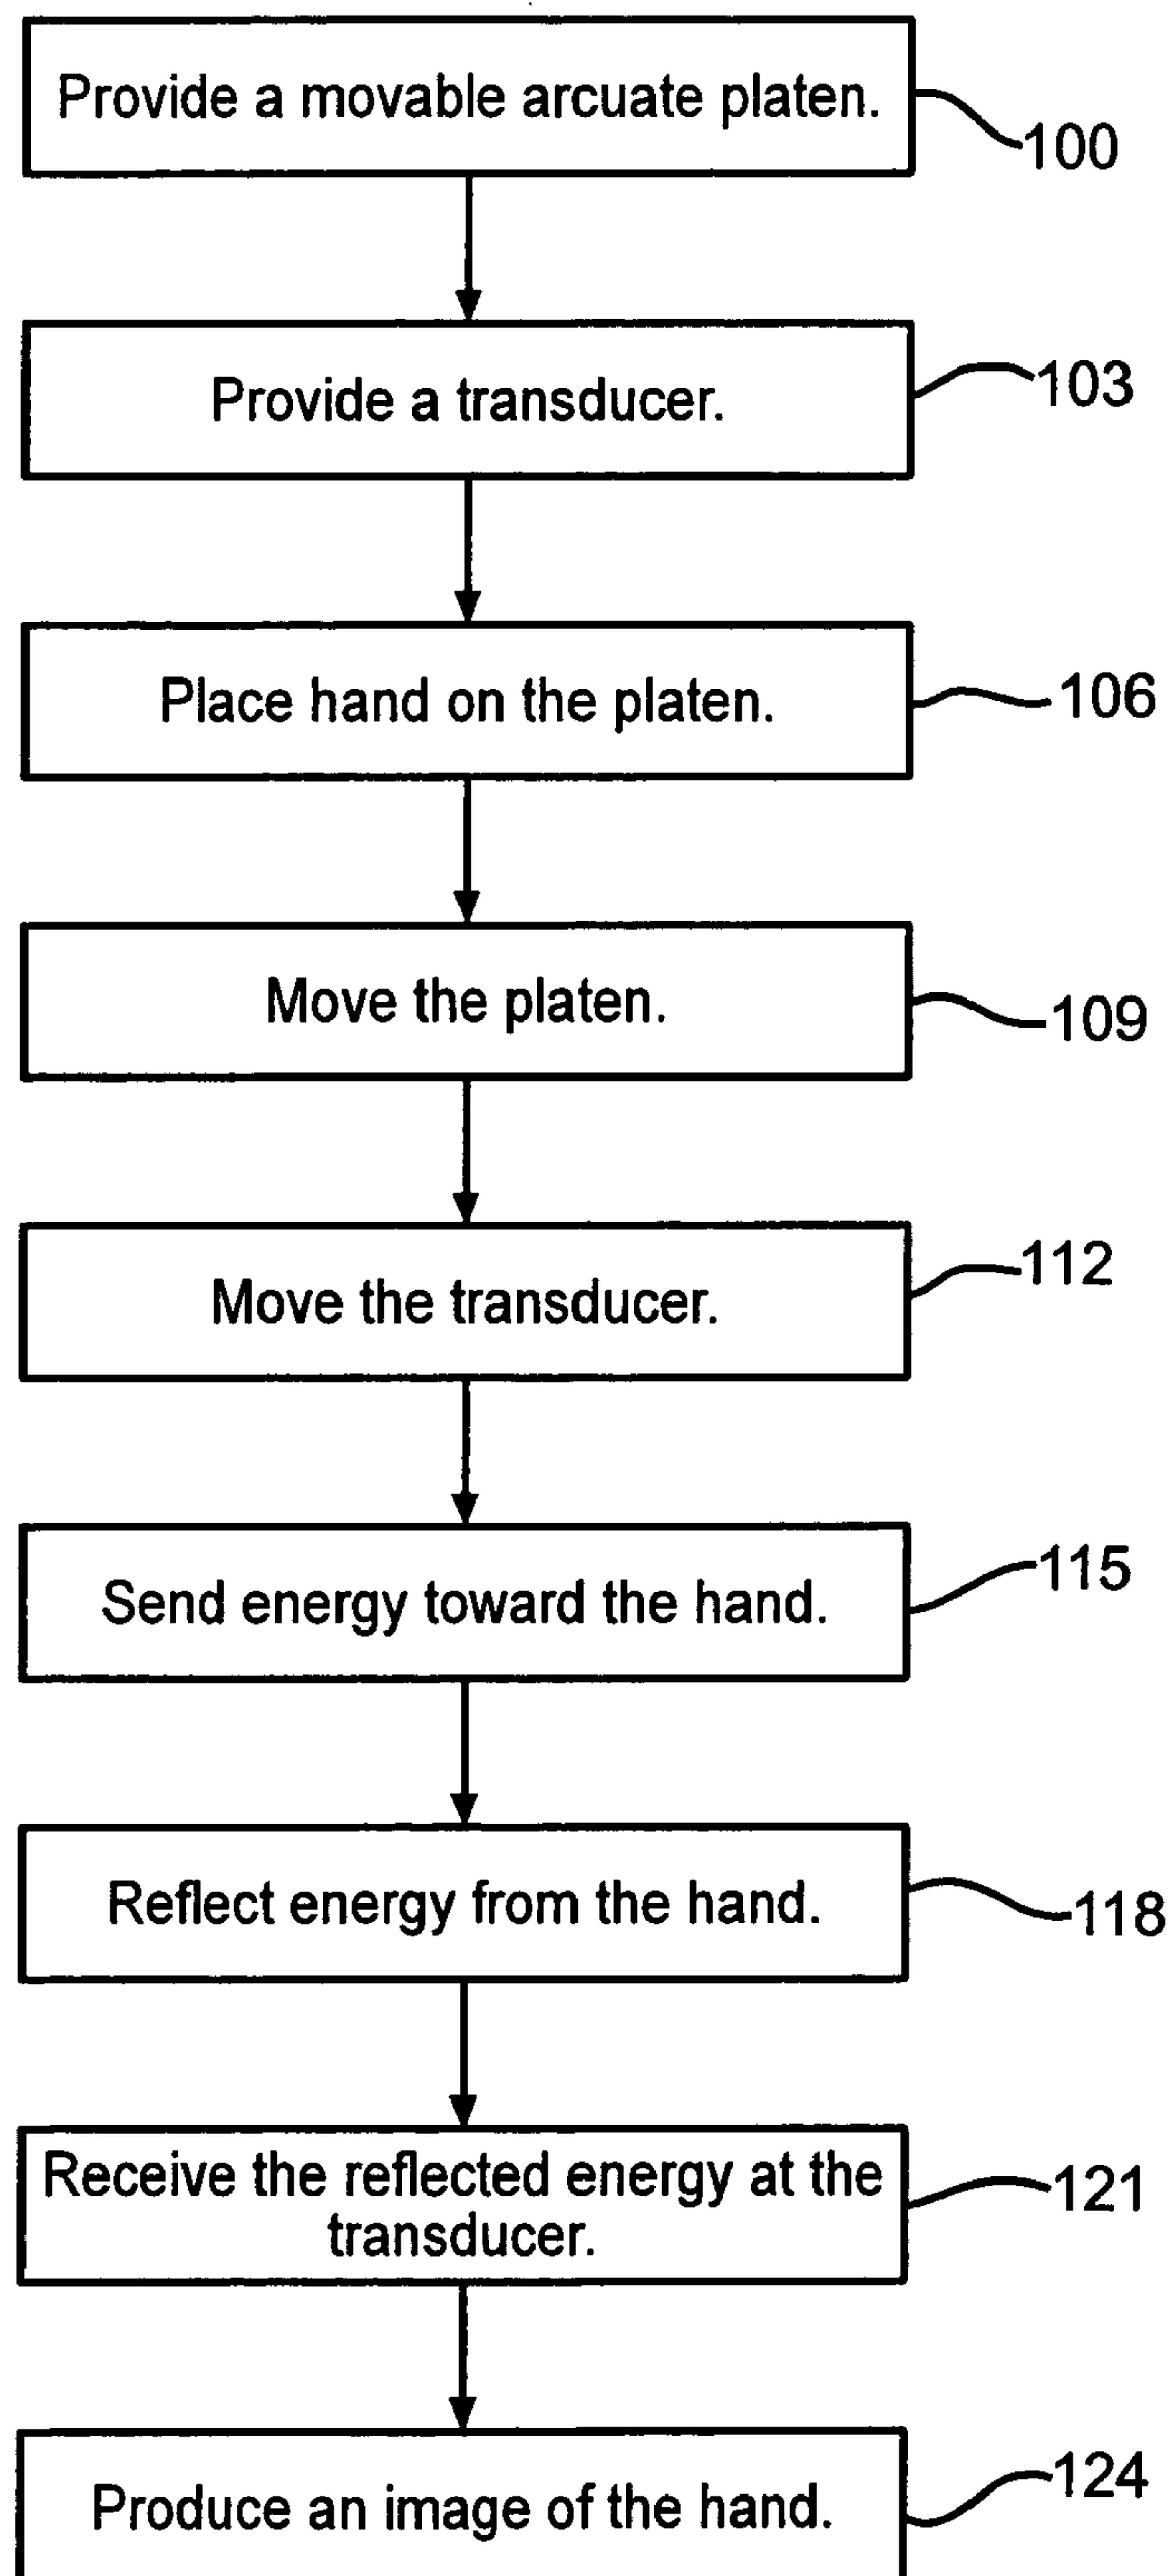 Provide a movable arcuate platen.
100
Provide a transducer.
103
Place hand on the platen.
106
Move the platen.
109
Move the transducer.
112
Send energy toward the hand.
115
Reflect energy from the hand.
118
Receive the reflected energy at the
transducer.
121
Produce an image of the hand.
124